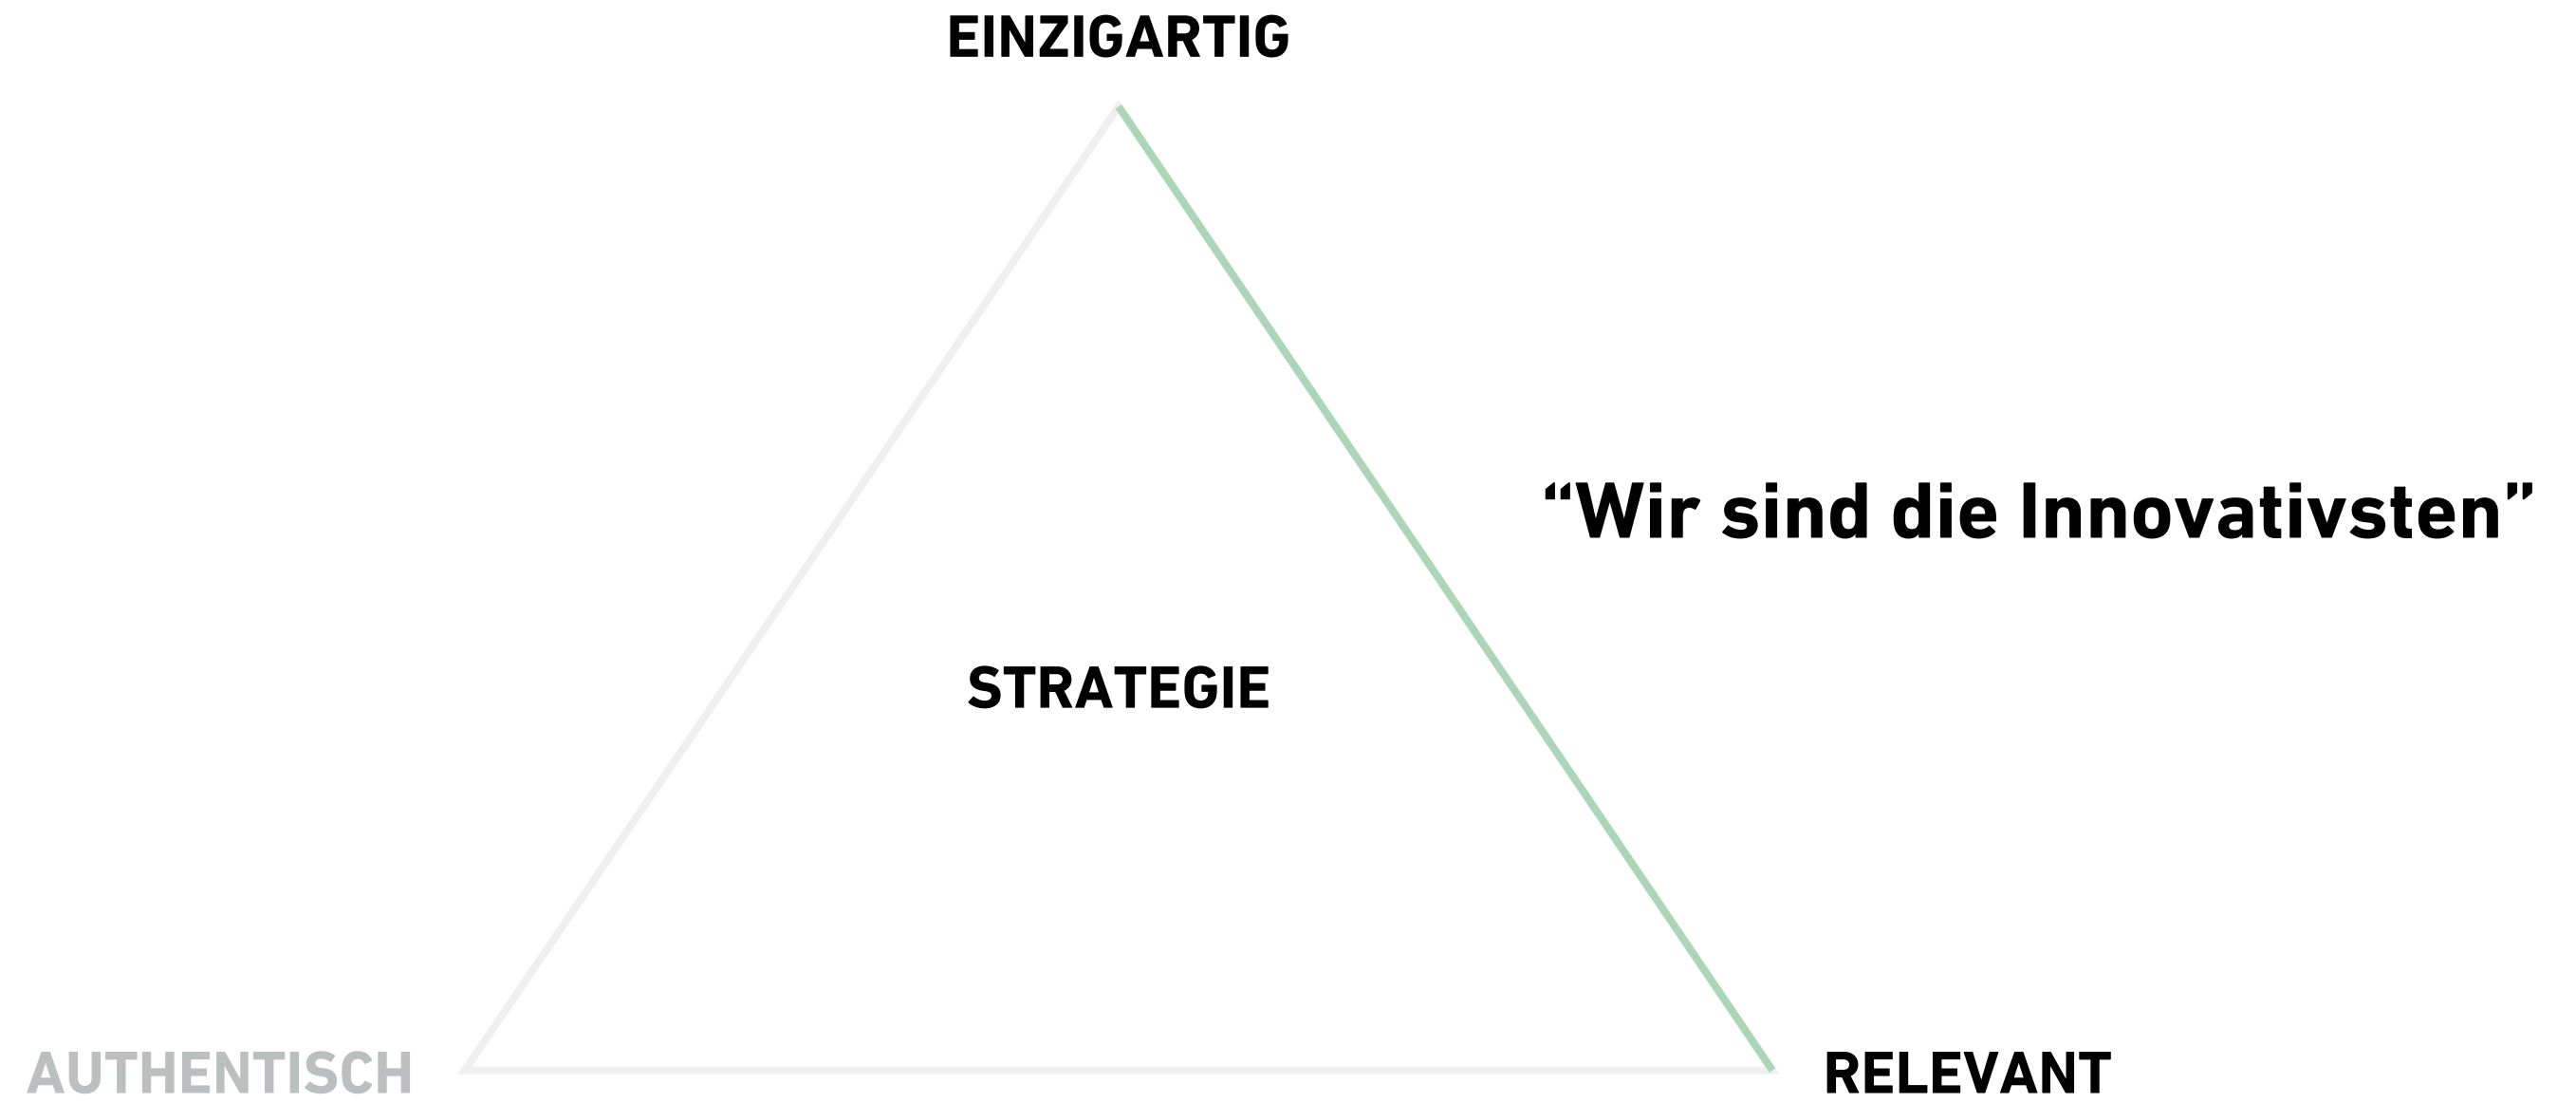 EINZIGARTIG
“Wir sind die Innovativsten”
STRATEGIE
AUTHENTISCH
RELEVANT